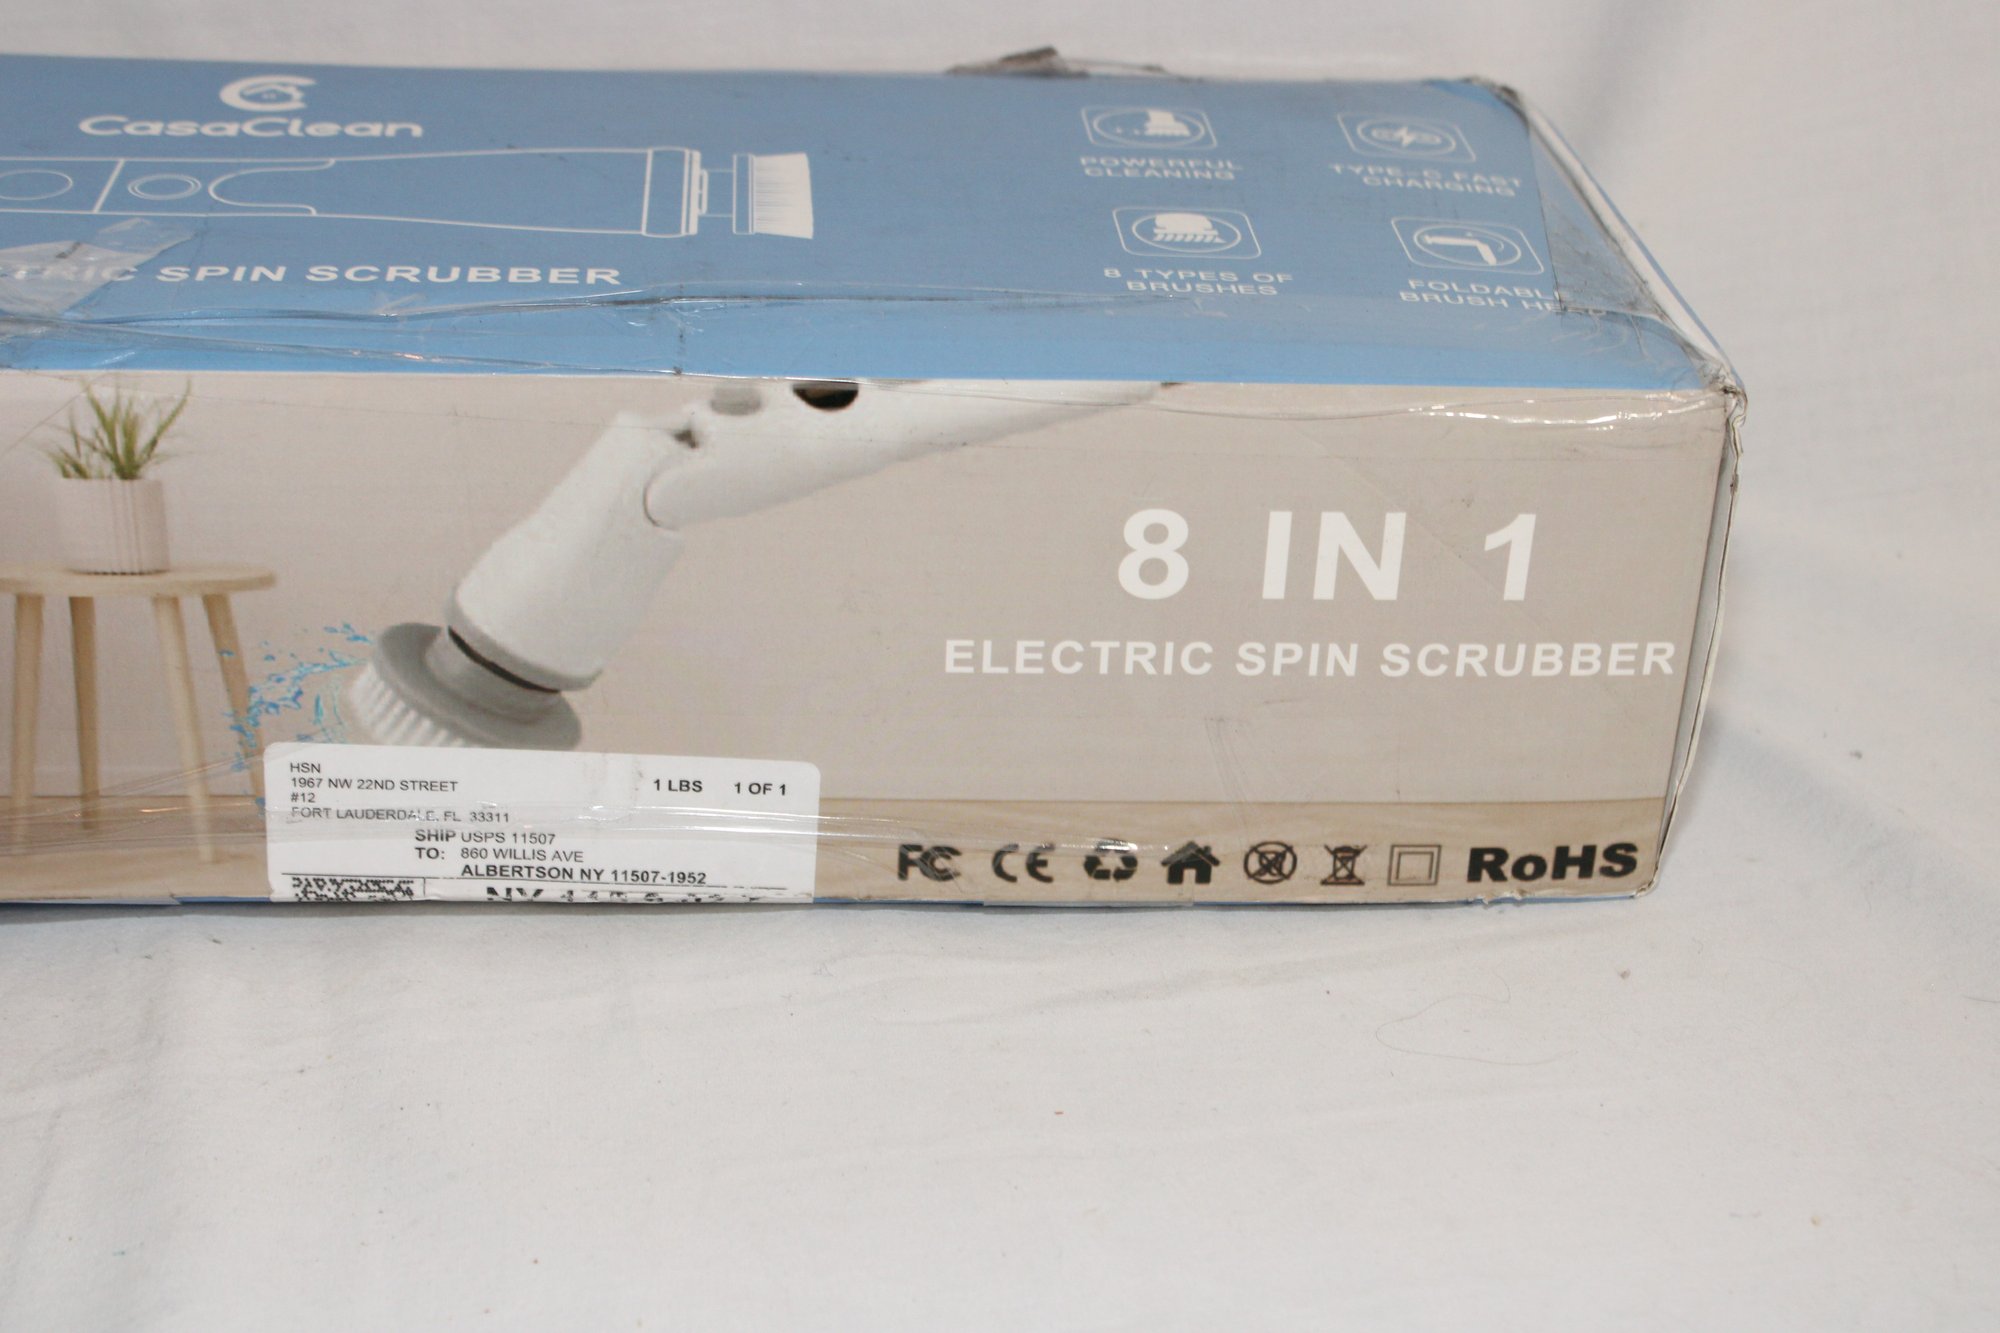 CasaClean
TRIC SPIN SCRUBBER
POWERFUL
CLEANING
TYPE-C FAST
CHARGING
8 TYPES OF
BRUSHES
FOLDABL
BRUSH HE
8 IN 1
ELECTRIC SPIN SCRUBBER
HSN
1967 NW 22ND STREET
#12
FORT LAUDERDALE, FL 33311
1 LBS 1 OF 1
SHIP USPS 11507
TO: 860 WILLIS AVE
ALBERTSON NY 11507-1952
FC CE RoHS